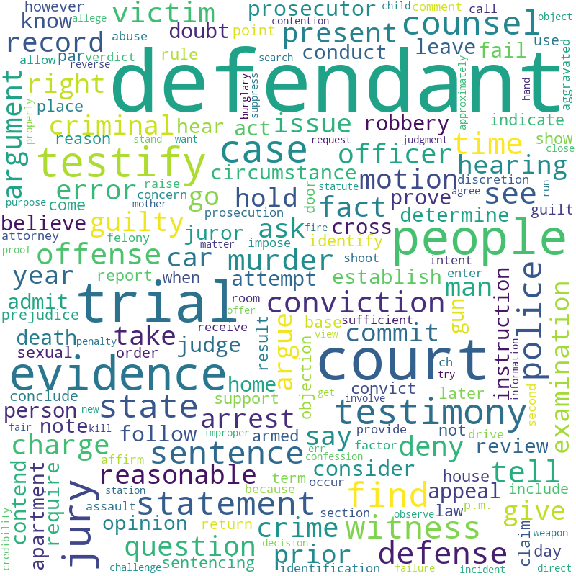 however
allege
know
abuse
victim
prosecutor
child
comment
call
object
contention
counsel
use
record
doubt
point
present
verdict
par
conduct
leave
fail
allow
rule
reverse
search
right
place
defendant
burglary
suppress
approximately
hand
aggravated
criminal
hear
act
issue
robbery
indicate
argument
reason
stand
want
request
judgment
show
close
property
testify
case
officer
time
purpose
error
come
raise
concern
mother
circumstance
statute
discretion
agree
hearing
go
hold
motion
see
run
believe
guilty
prosecution
fact
door
prove
guilt
attorney
felony
juror
ask
cross
determine
proof
matter
impose
fire
identify
intent
people
offense
car
murder
shoot
enter
year
report
when
attempt
establish
man
admit
room
receive
offer
base
sufficient
gun
instruction
information
police
examination
prejudice
trial
conviction
view
court
ch
try
death
penalty
take
result
argue
commit
sexual
order
judge
objection
get
convict
later
second
conclude
evidence
home
involve
testimony
new
state
support
provide
not
drive
person
fair
kill
note
arrest
say
factor
deny
review
charge
follow
armed
improper
err
confession
affirm
sentence
because
occur
house
tell
contend
apartment
require
jury
reasonable
term
consider
appeal
include
credibility
station
statement
section
law
find
give
assault
opinion
return
crime
observe
witness
claim
p.m.
weapon
question
decision
prior
defense
day
challenge
sentencing
identification
failure
incident
direct